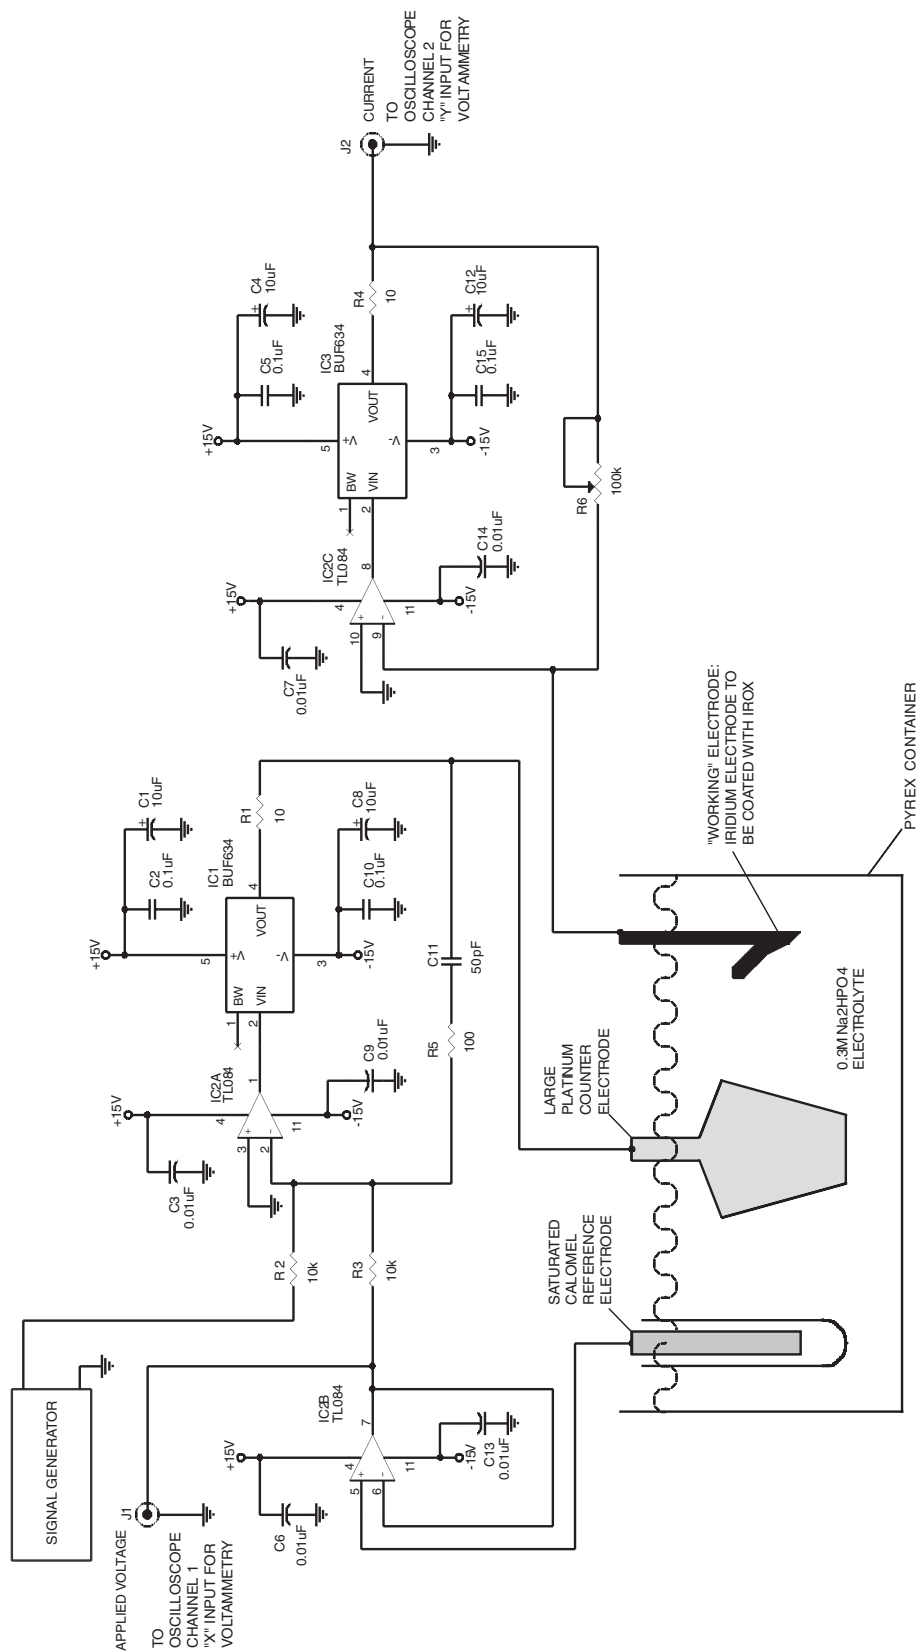 SIGNAL GENERATOR
APPLIED VOLTAGE
J1
TO
OSCILLOSCOPE
CHANNEL 1
"X" INPUT FOR
VOLTAMMETRY
+15V
C6
0.01uF
IC2B
TL084
4
5
+
6
-
7
11
-15V
C13
0.01uF
R2
10k
R3
10k
+15V
C3
0.01uF
IC2A
TL084
4
3
+
2
-
1
11
-15V
C9
0.01uF
R5
100
C11
50pF
+15V
C2
0.1uF
C1
+
10uF
IC1
BUF634
5
1
BW
V+
2
VIN
VOUT
4
V-
3
-15V
C10
0.1uF
C8
+
10uF
R1
10
+15V
C7
0.01uF
IC2C
TL084
4
10
+
9
-
8
11
-15V
C14
0.01uF
+15V
C5
0.1uF
C4
+
10uF
IC3
BUF634
5
1
BW
V+
2
VIN
VOUT
4
V-
3
-15V
C15
0.1uF
C12
+
10uF
R4
10
R6
100k
J2
CURRENT
TO
OSCILLOSCOPE
CHANNEL 2
"Y" INPUT FOR
VOLTAMMETRY
SATURATED
CALOMEL
REFERENCE
ELECTRODE
LARGE
PLATINUM
COUNTER
ELECTRODE
"WORKING" ELECTRODE:
IRIDIUM ELECTRODE TO
BE COATED WITH IROX
0.3M Na2HPO4
ELECTROLYTE
PYREX CONTAINER